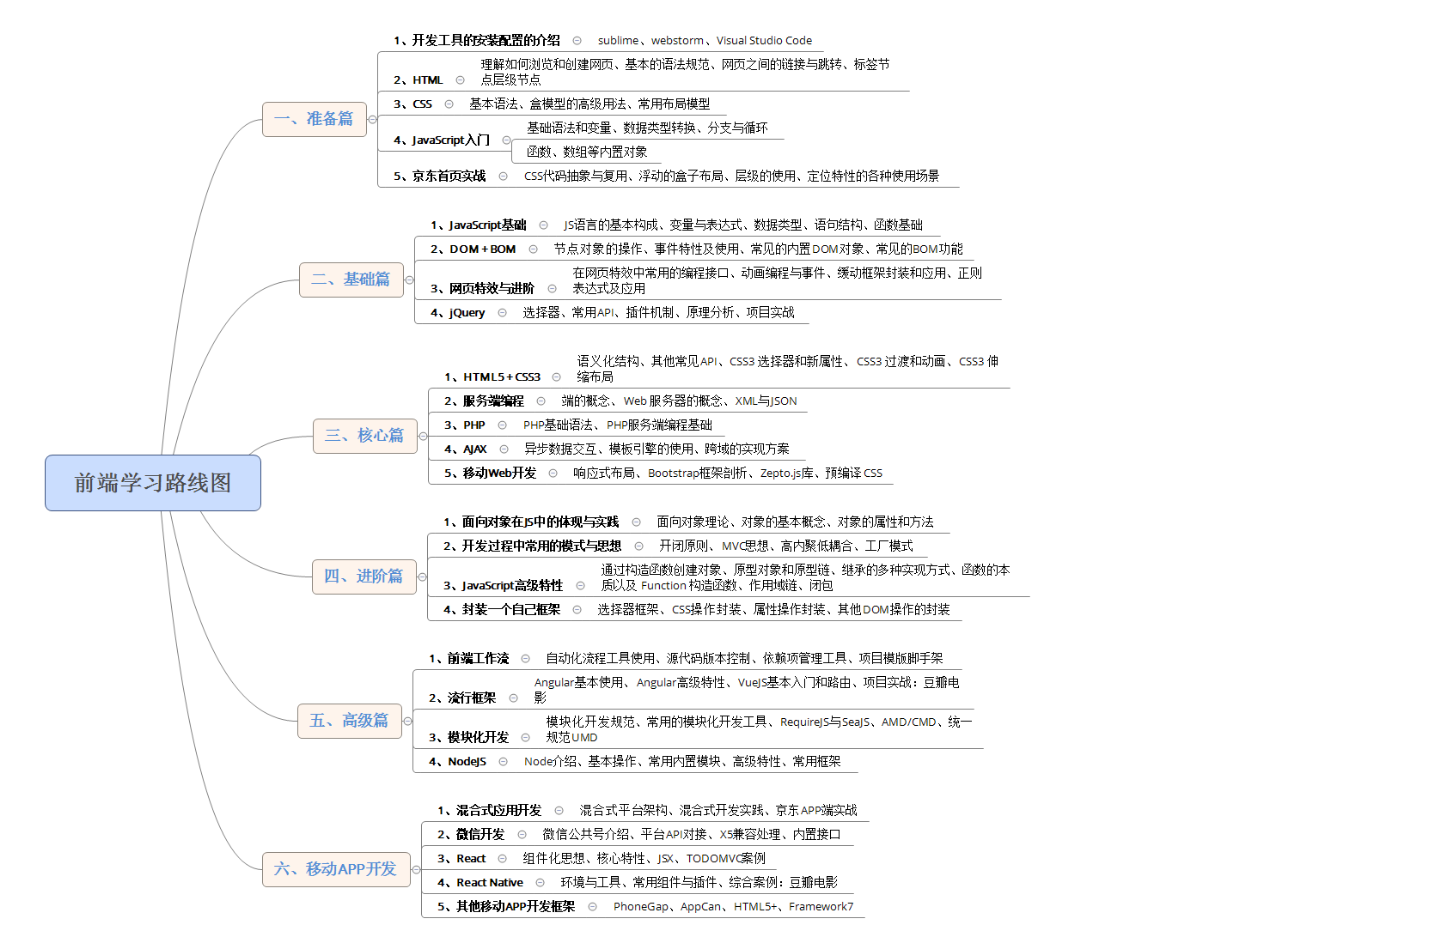 前端学习路线图
一、准备篇
1、开发工具的安装配置的介绍
sublime、webstorm、Visual Studio Code
2、HTML
理解如何浏览和创建网页、基本的语法规范、网页之间的链接与跳转、标签节
点层级节点
3、CSS
基本语法、盒模型的高级用法、常用布局模型
4、JavaScript入门
基础语法和变量、数据类型转换、分支与循环
函数、数组等内置对象
5、京东首页实战
CSS代码抽象与复用、浮动的盒子布局、层级的使用、定位特性的各种使用场景
二、基础篇
1、JavaScript基础
JS语言的基本构成、变量与表达式、数据类型、语句结构、函数基础
2、DOM+BOM
节点对象的操作、事件特性及使用、常见的内置DOM对象、常见的BOM功能
3、网页特效与进阶
在网页特效中常用的编程接口、动画编程与事件、缓动框架封装和应用、正则
表达式及应用
4、jQuery
选择器、常用API、插件机制、原理分析、项目实战
三、核心篇
1、HTML5+CSS3
语义化结构、其他常见API、CSS3 选择器和新属性、CSS3 过渡和动画、CSS3 伸
缩布局
2、服务端编程
端的概念、Web 服务器的概念、XML与JSON
3、PHP
PHP基础语法、PHP服务端编程基础
4、AJAX
异步数据交互、模板引擎的使用、跨域的实现方案
5、移动Web开发
响应式布局、Bootstrap框架剖析、Zepto.js库、预编译 CSS
四、进阶篇
1、面向对象在JS中的体现与实践
面向对象理论、对象的基本概念、对象的属性和方法
2、开发过程中常用的模式与思想
开闭原则、MVC思想、高内聚低耦合、工厂模式
3、JavaScript高级特性
通过构造函数创建对象、原型对象和原型链、继承的多种实现方式、函数的本
质以及 Function 构造函数、作用域链、闭包
4、封装一个自己框架
选择器框架、CSS操作封装、属性操作封装、其他DOM操作的封装
五、高级篇
1、前端工作流
自动化流程工具使用、源代码版本控制、依赖项管理工具、项目模版脚手架
2、流行框架
Angular基本使用、Angular高级特性、VueJS基本入门和路由、项目实战：豆瓣电
影
3、模块化开发
模块化开发规范、常用的模块化开发工具、RequireJS与SeaJS、AMD/CMD、统一
规范UMD
4、NodeJS
Node介绍、基本操作、常用内置模块、高级特性、常用框架
六、移动APP开发
1、混合式应用开发
混合式平台架构、混合式开发实践、京东 APP端实战
2、微信开发
微信公共号介绍、平台API对接、X5兼容处理、内置接口
3、React
组件化思想、核心特性、JSX、TODOMVC案例
4、React Native
环境与工具、常用组件与插件、综合案例：豆瓣电影
5、其他移动APP开发框架
PhoneGap、AppCan、HTML5+、Framework7